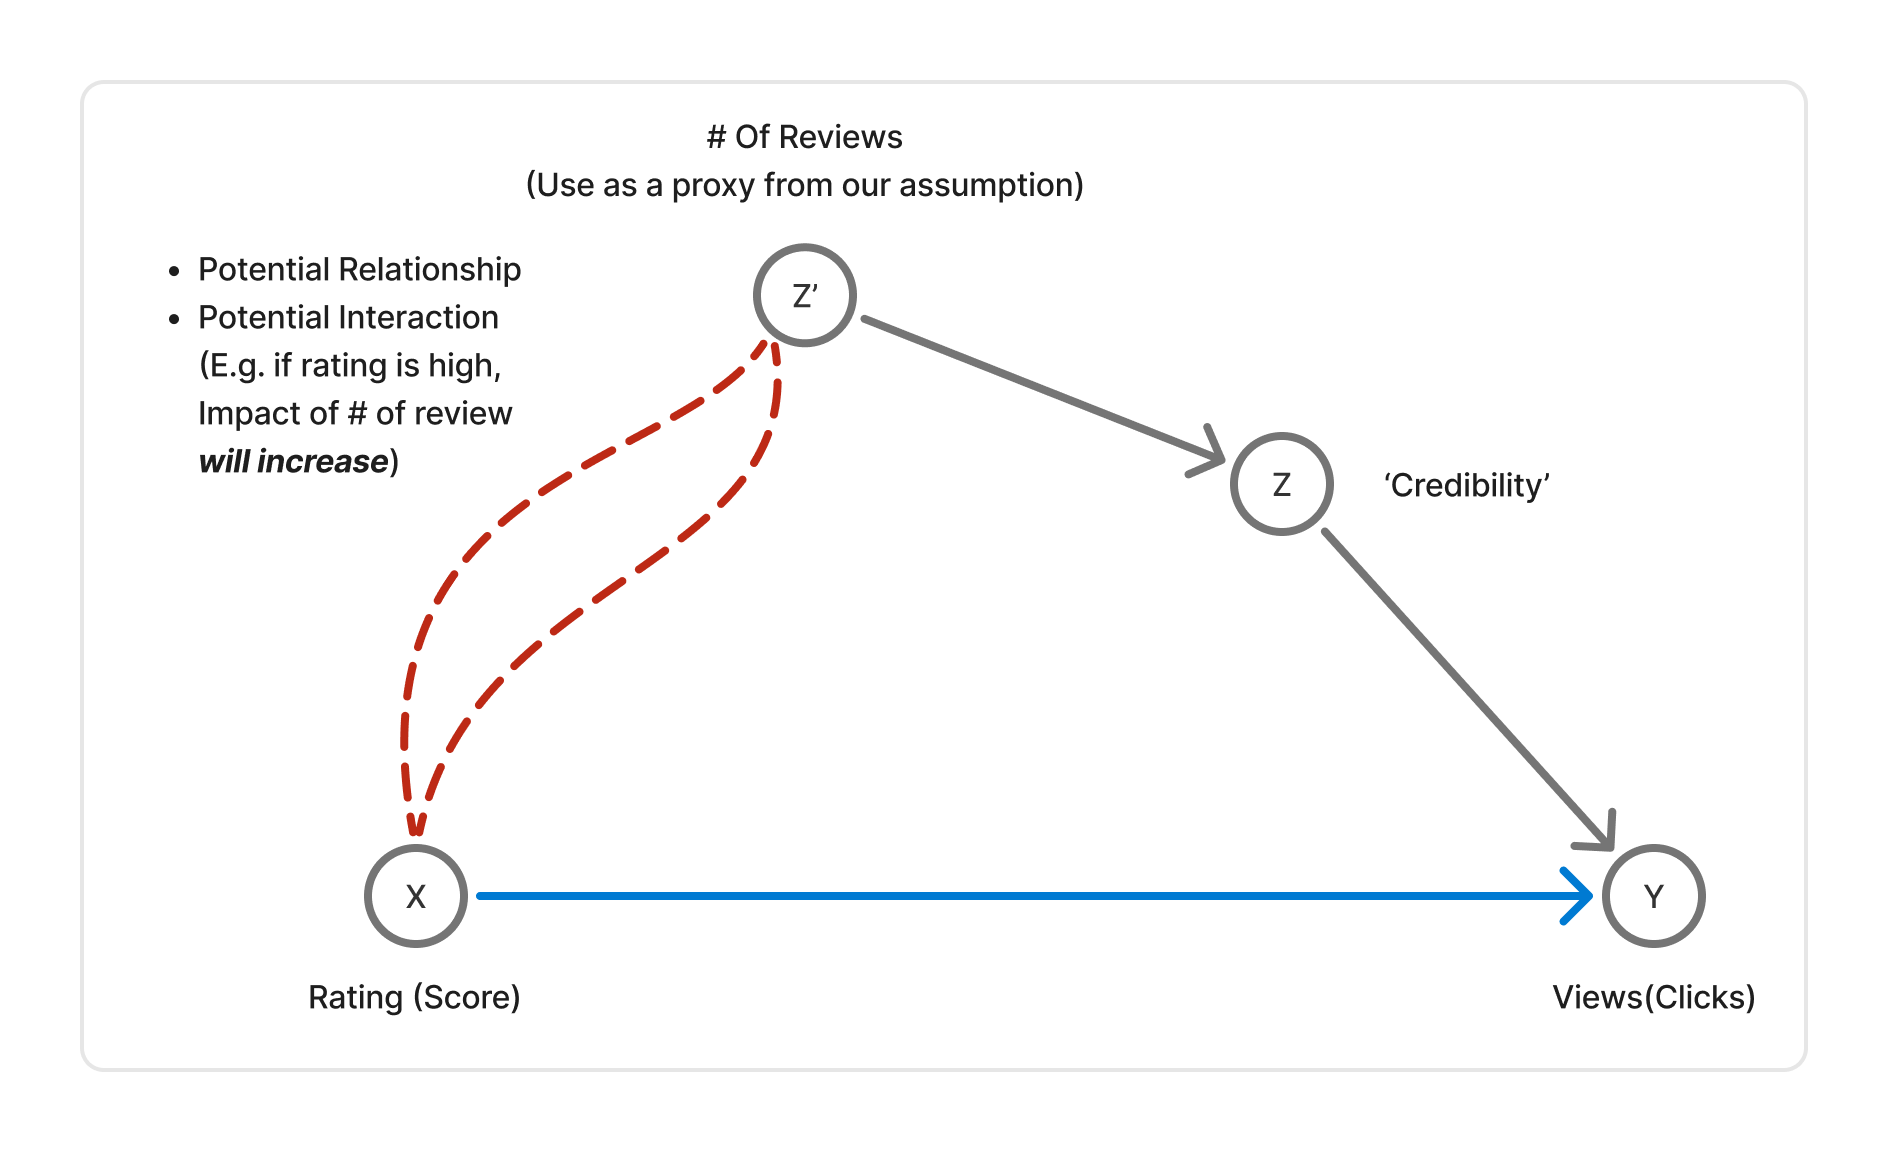 # Of Reviews
(Use as a proxy from our assumption)
• Potential Relationship
• Potential Interaction
(E.g. if rating is high,
Impact of # of review
will increase)
Z’
Z
‘Credibility’
X
Y
Rating (Score)
Views(Clicks)